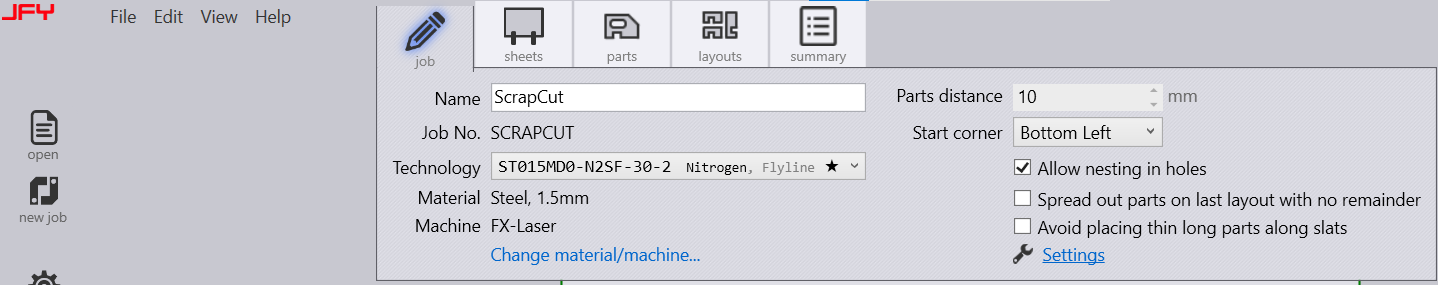 JFY
File Edit View Help
job
sheets
parts
layouts
summary
open
new job
Name ScrapCut
Job No. SCRAPCUT
Technology ST015MD0-N2SF-30-2 Nitrogen, Flyline ★
Material Steel, 1.5mm
Machine FX-Laser
Change material/machine...
Parts distance 10 mm
Start corner Bottom Left
Allow nesting in holes
Spread out parts on last layout with no remainder
Avoid placing thin long parts along slats
Settings